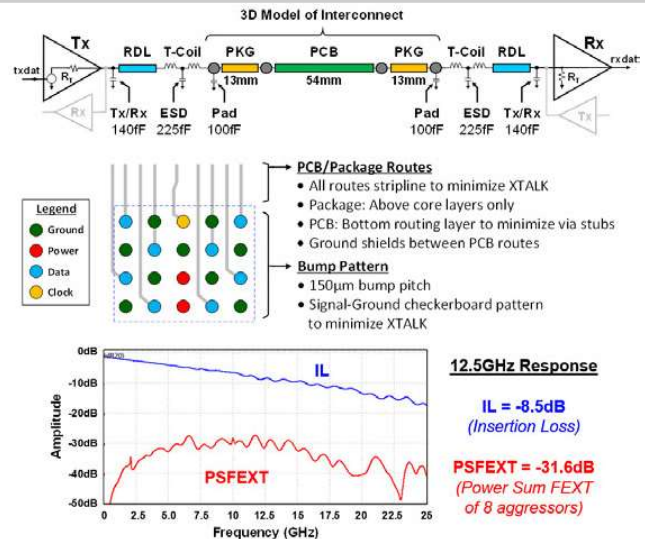 3D Model of Interconnect
Tx
RDL
T-Coil
PKG
PCB
PKG
T-Coil
RDL
Rx
txdat
R_T
rxdat
R_T
13mm
54mm
13mm
Rx
Tx
Tx/Rx
140fF
ESD
225fF
Pad
100fF
Pad
100fF
ESD
225fF
Tx/Rx
140fF
Legend
Ground
Power
Data
Clock
PCB/Package Routes
• All routes stripline to minimize XTALK
• Package: Above core layers only
• PCB: Bottom routing layer to minimize via stubs
• Ground shields between PCB routes
Bump Pattern
• 150µm bump pitch
• Signal-Ground checkerboard pattern
to minimize XTALK
0dB
-10dB
-20dB
-30dB
-40dB
-50dB
Amplitude
IL
PSFEXT
0 2.5 5.0 7.5 10 12.5 15 17.5 20 22.5 25
Frequency (GHz)
12.5GHz Response
IL = -8.5dB
(Insertion Loss)
PSFEXT = -31.6dB
(Power Sum FEXT
of 8 aggressors)